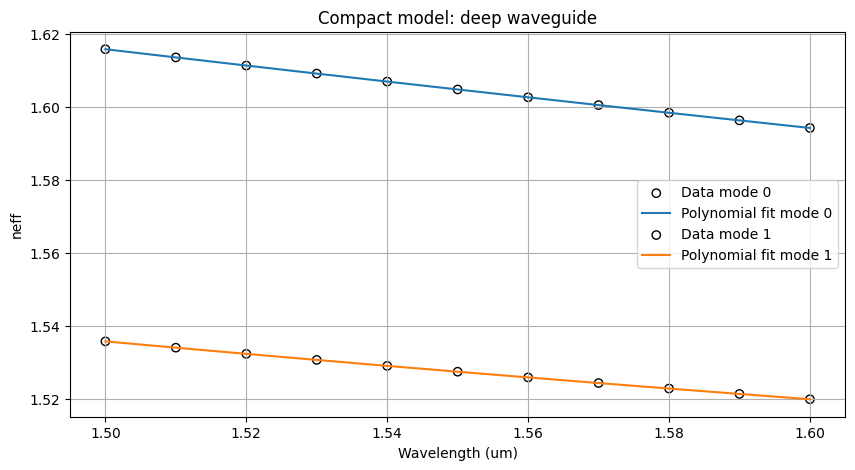 Compact model: deep waveguide
1.62
1.60
1.58
1.56
1.54
1.52
neff
Data mode 0
Polynomial fit mode 0
Data mode 1
Polynomial fit mode 1
1.50
1.52
1.54
1.56
1.58
1.60
Wavelength (um)